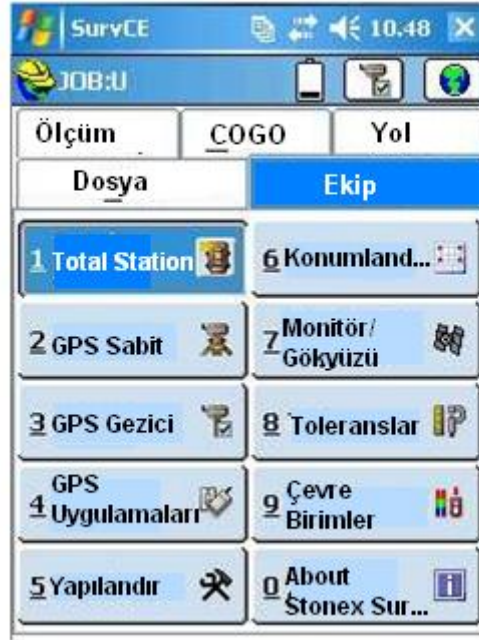 SurvCE 10.48
JOB:U
Ölçüm COGO Yol
Dosya Ekip
1 Total Station
6 Konumland...
2 GPS Sabit
7 Monitör/
Gökyüzü
3 GPS Gezici
8 Toleranslar
4 GPS
Uygulamaları
9 Çevre
Birimler
5 Yapılandır
0 About
Stonex Sur...